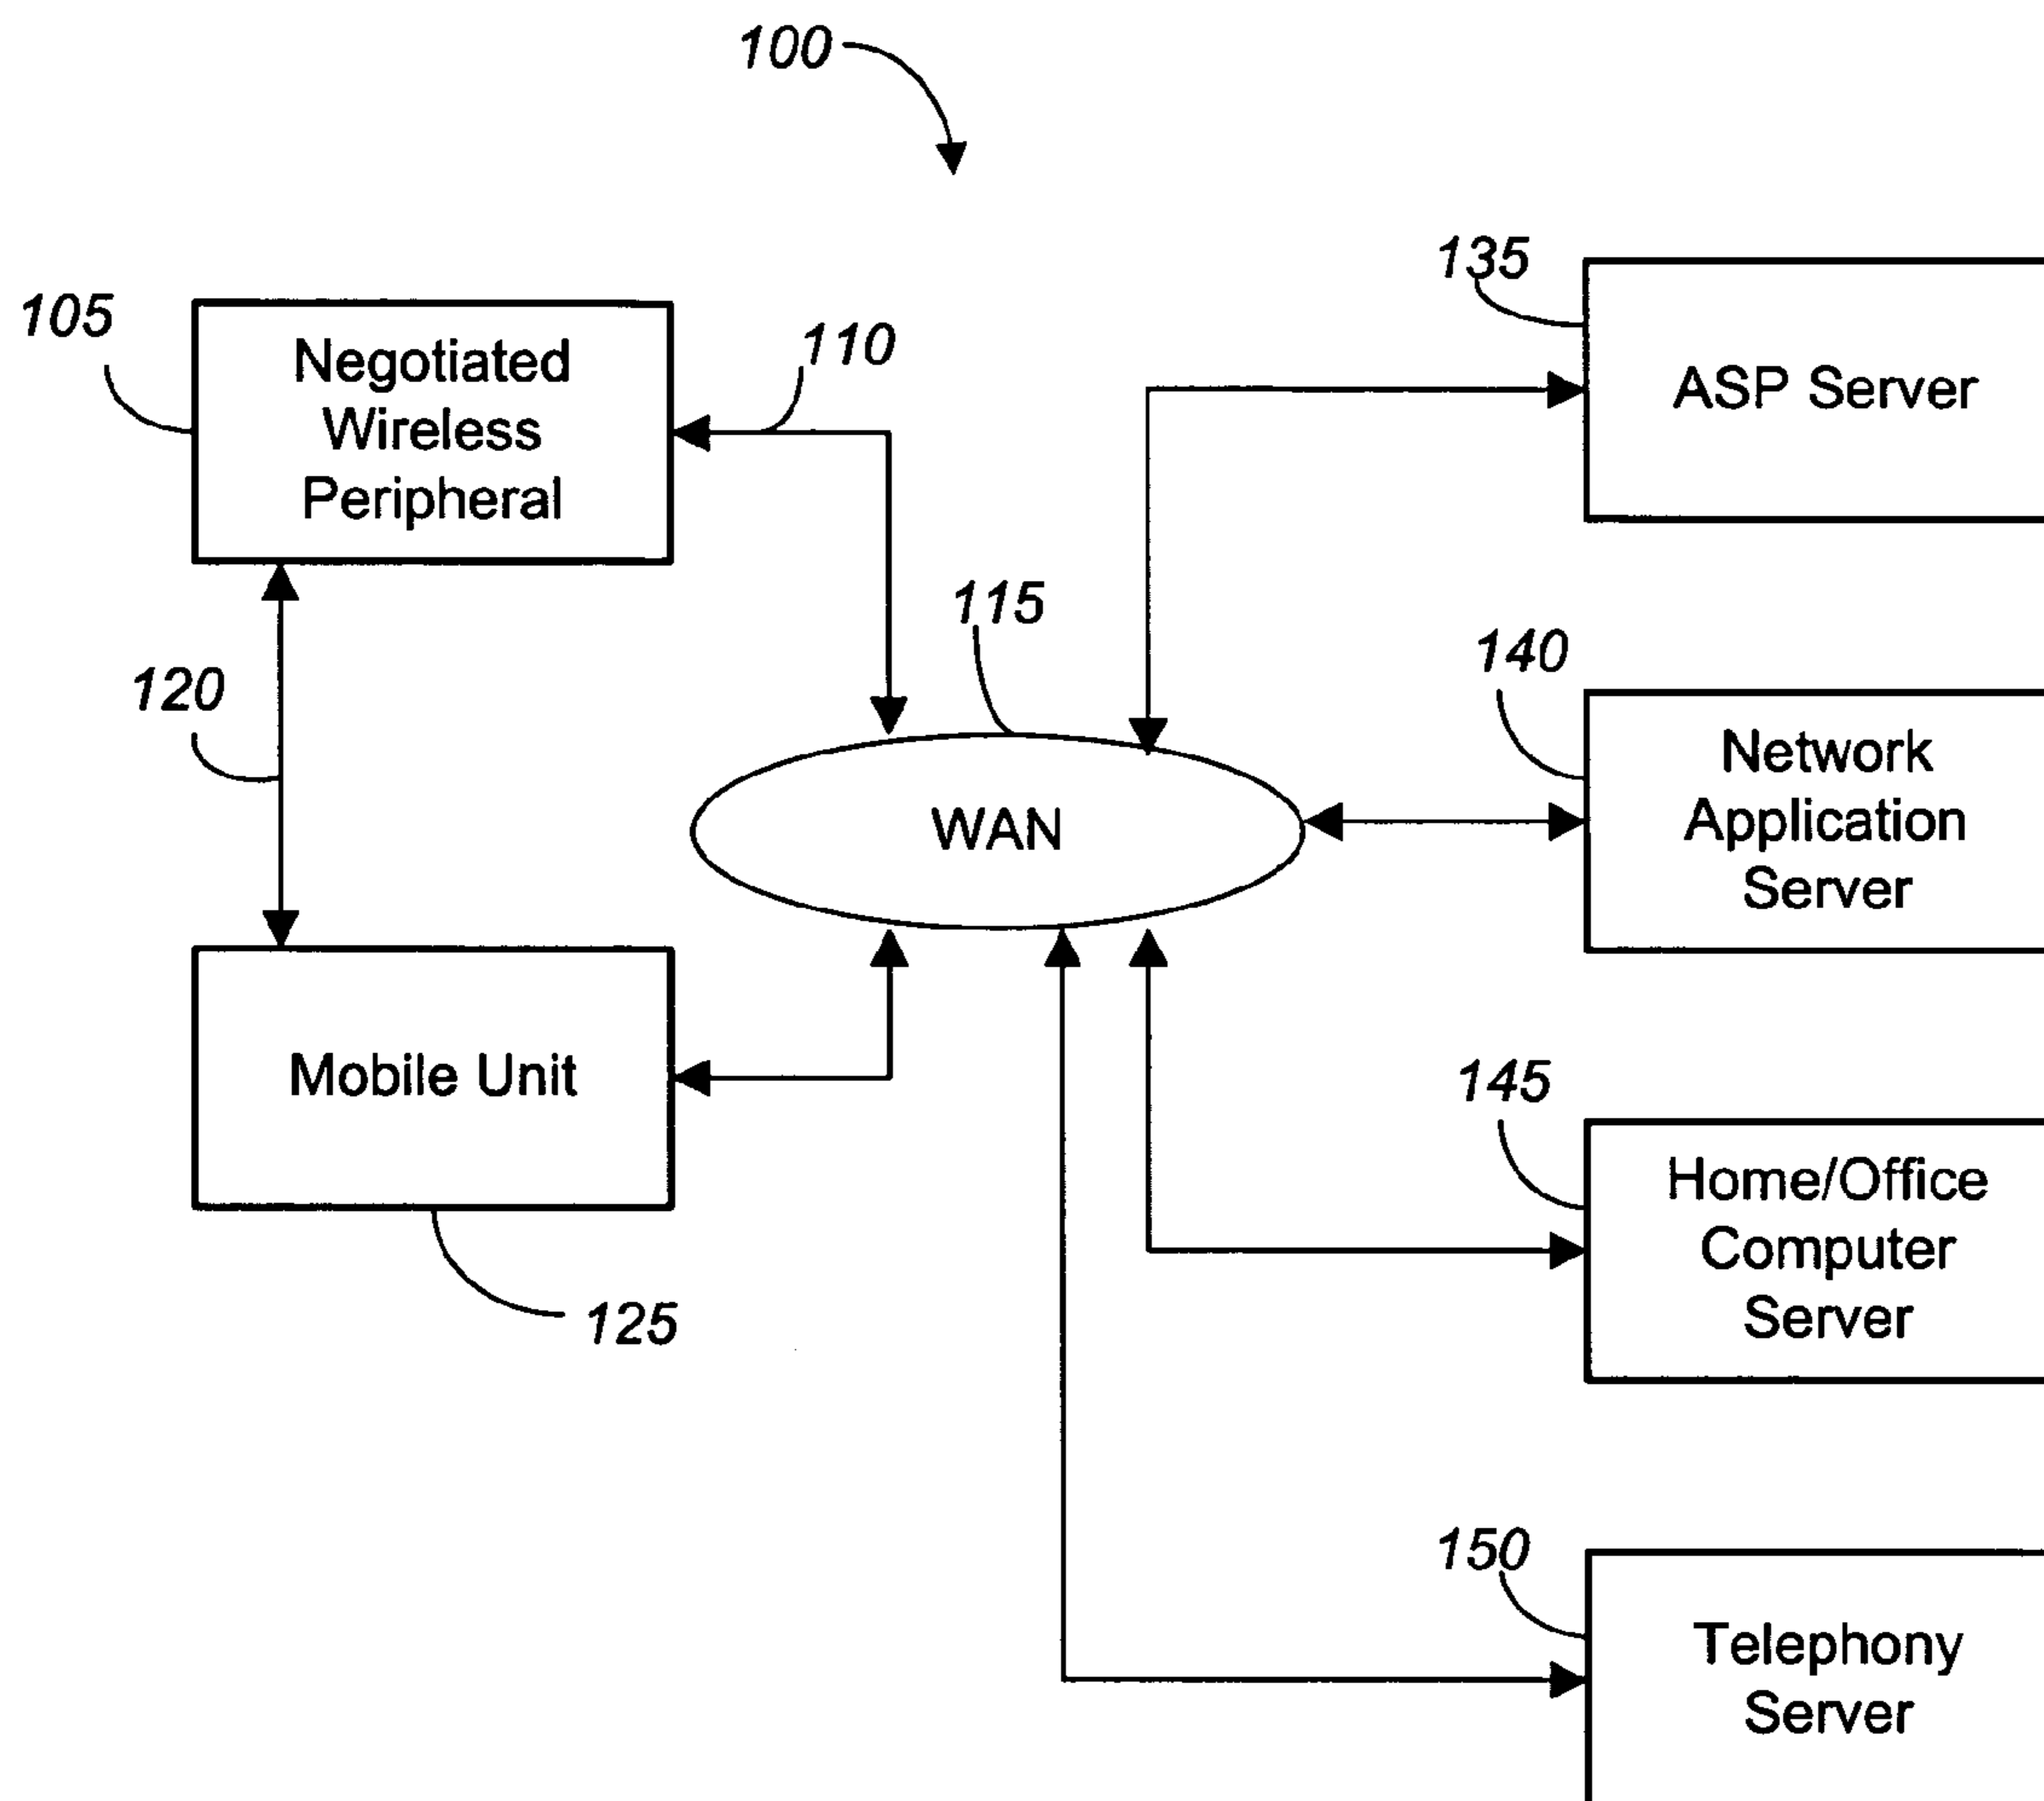 100
135
105
Negotiated
Wireless
Peripheral
110
ASP Server
115
120
140
Network
Application
Server
WAN
Mobile Unit
145
Home/Office
Computer
Server
125
150
Telephony
Server